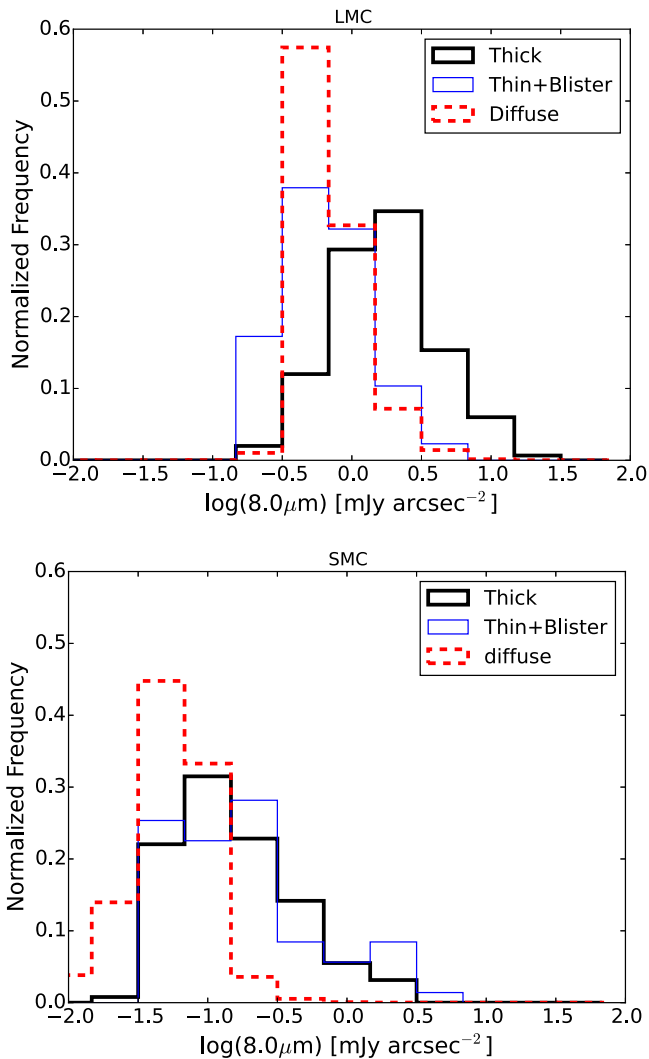 LMC
0.6
0.5
0.4
0.3
0.2
0.1
0.0
Normalized Frequency
Thick
Thin+Blister
Diffuse
−2.0 −1.5 −1.0 −0.5 0.0 0.5 1.0 1.5 2.0
log(8.0μm) [mJy arcsec⁻²]
SMC
0.6
0.5
0.4
0.3
0.2
0.1
0.0
Normalized Frequency
Thick
Thin+Blister
diffuse
−2.0 −1.5 −1.0 −0.5 0.0 0.5 1.0 1.5 2.0
log(8.0μm) [mJy arcsec⁻²]